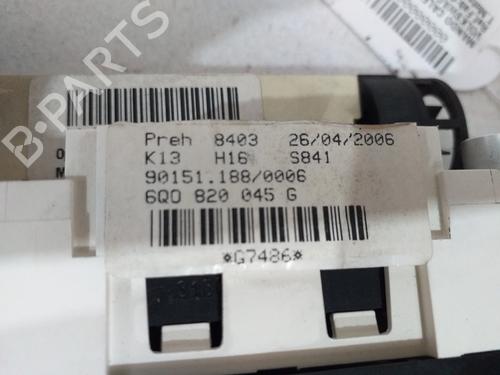 B-PARTS
Preh 8403 26/04/2006
K13 H16 S841
90151.188/0006
6Q0 820 045 G
*G7486*